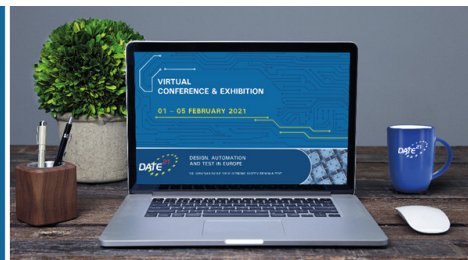 VIRTUAL
CONFERENCE & EXHIBITION
01 – 05 FEBRUARY 2021
DATE
DESIGN, AUTOMATION
AND TEST IN EUROPE
DATE